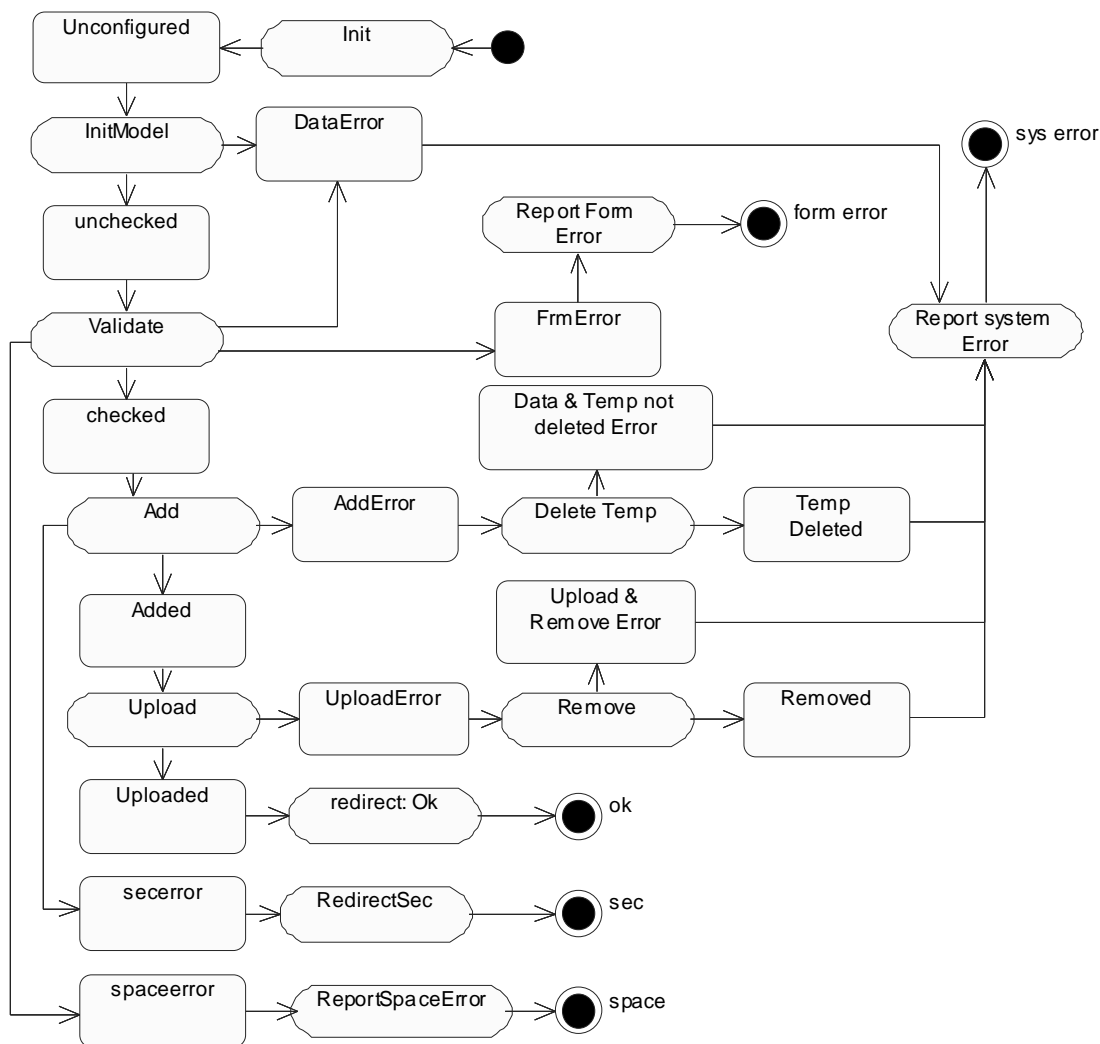 Unconfigured
Init
InitModel
DataError
sys error
unchecked
Report Form
Error
form error
Validate
FrmError
Report system
Error
checked
Data & Temp not
deleted Error
Add
AddError
Delete Temp
Temp
Deleted
Added
Upload &
Remove Error
Upload
UploadError
Remove
Removed
Uploaded
redirect: Ok
ok
secerror
RedirectSec
sec
spaceerror
ReportSpaceError
space